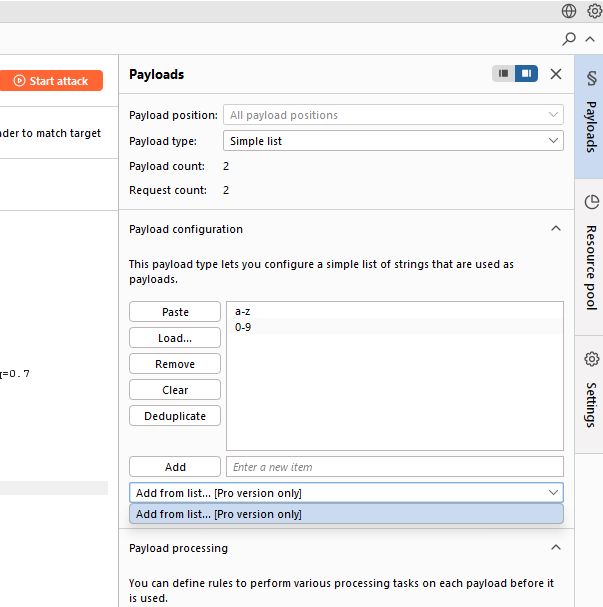 Start attack
Payloads
Payload position: All payload positions
nder to match target
Payload type: Simple list
Payload count: 2
Request count: 2
Payload configuration
This payload type lets you configure a simple list of strings that are used as
payloads.
Paste
Load...
Remove
Clear
Deduplicate
a-z
0-9
=0.7
Add
Enter a new item
Add from list... [Pro version only]
Add from list... [Pro version only]
Payload processing
You can define rules to perform various processing tasks on each payload before it
is used.
Payloads
Resource pool
Settings